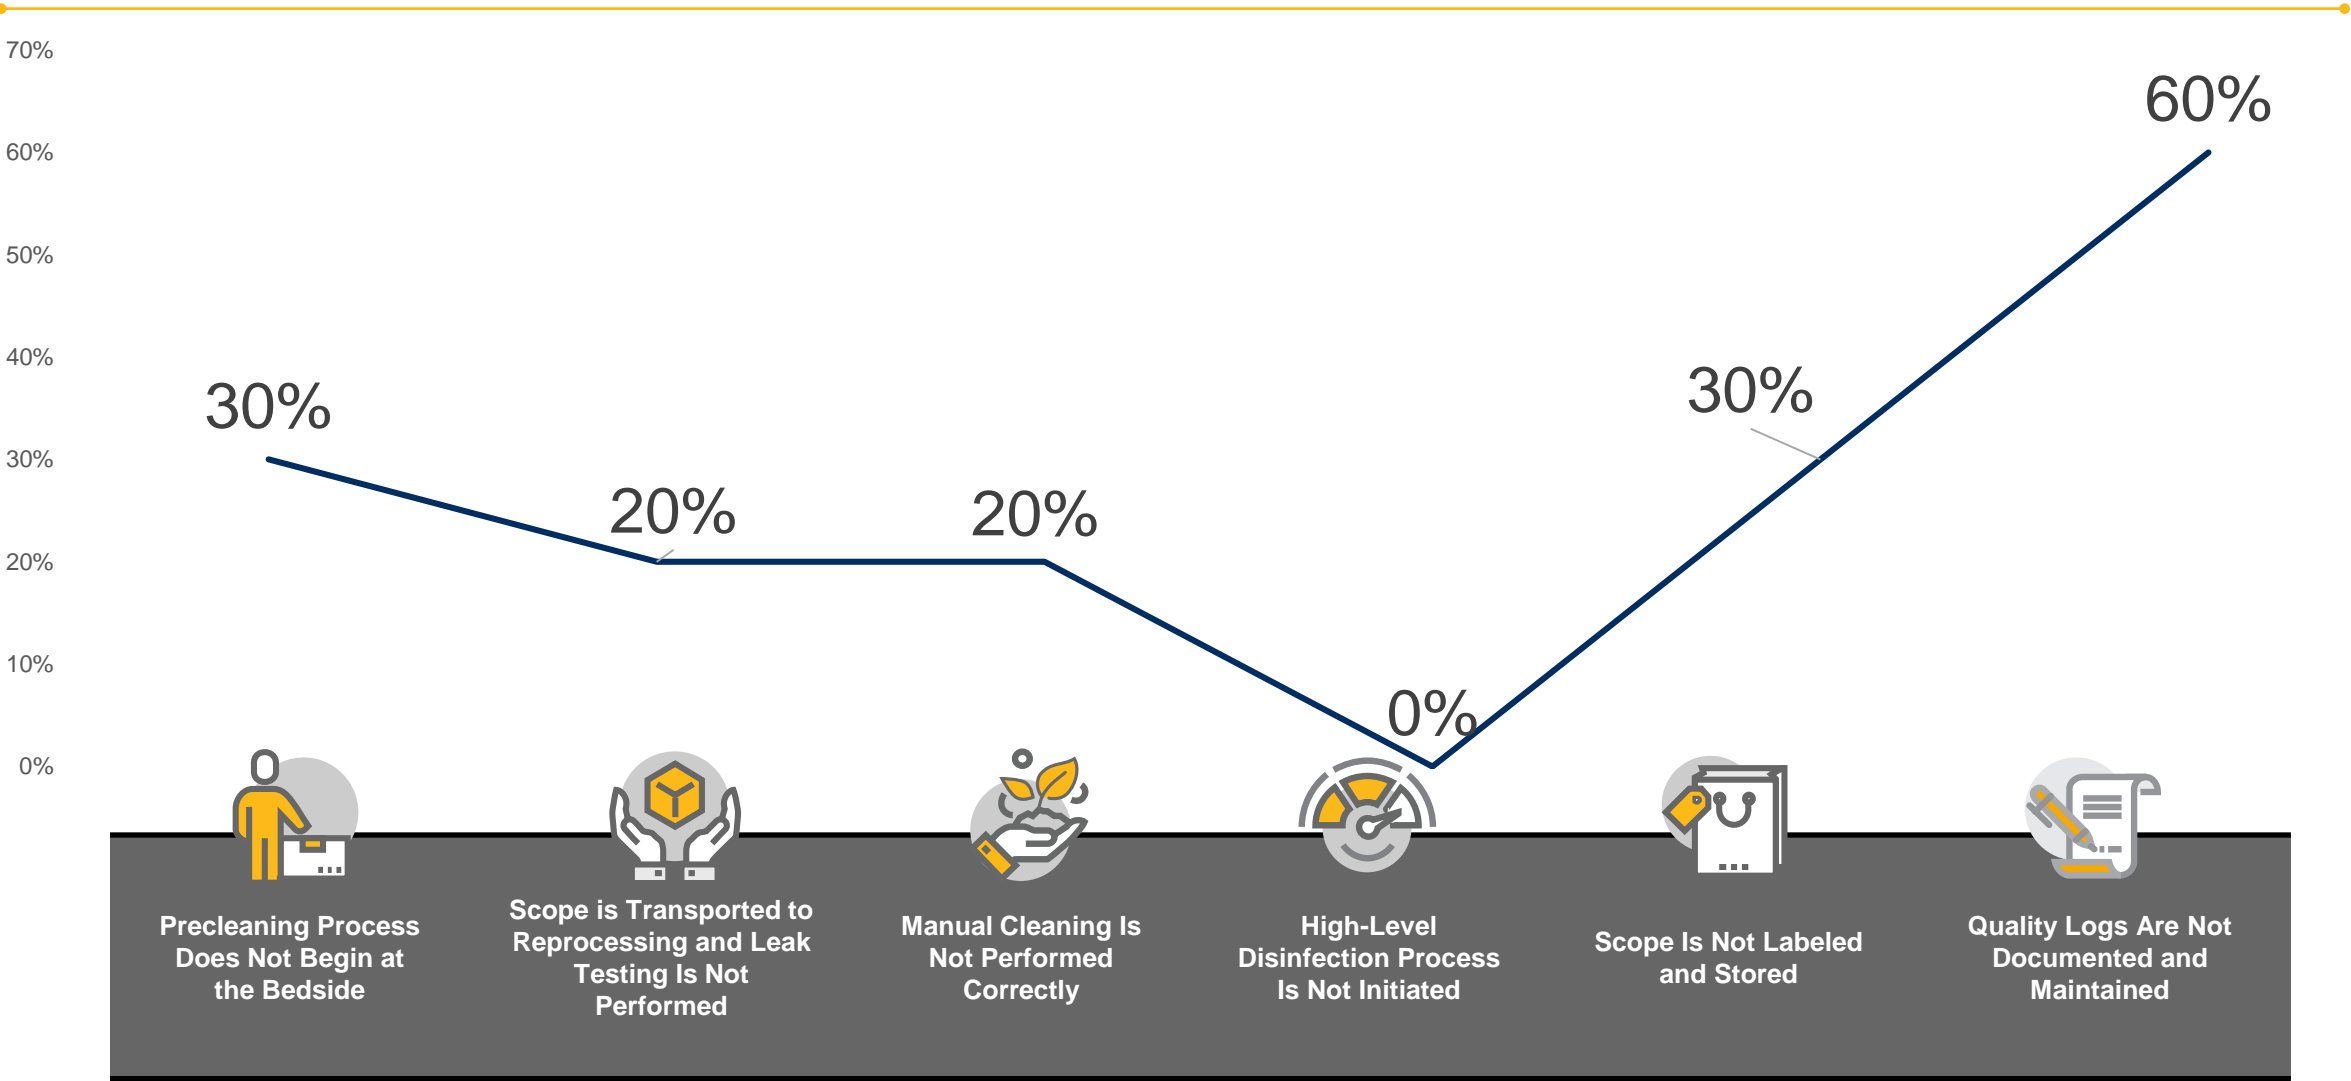 70%
60%
50%
40%
30%
20%
10%
0%
30%
20%
20%
0%
30%
60%
Precleaning Process
Does Not Begin at
the Bedside
Scope is Transported to
Reprocessing and Leak
Testing Is Not
Performed
Manual Cleaning Is
Not Performed
Correctly
High-Level
Disinfection Process
Is Not Initiated
Scope Is Not Labeled
and Stored
Quality Logs Are Not
Documented and
Maintained